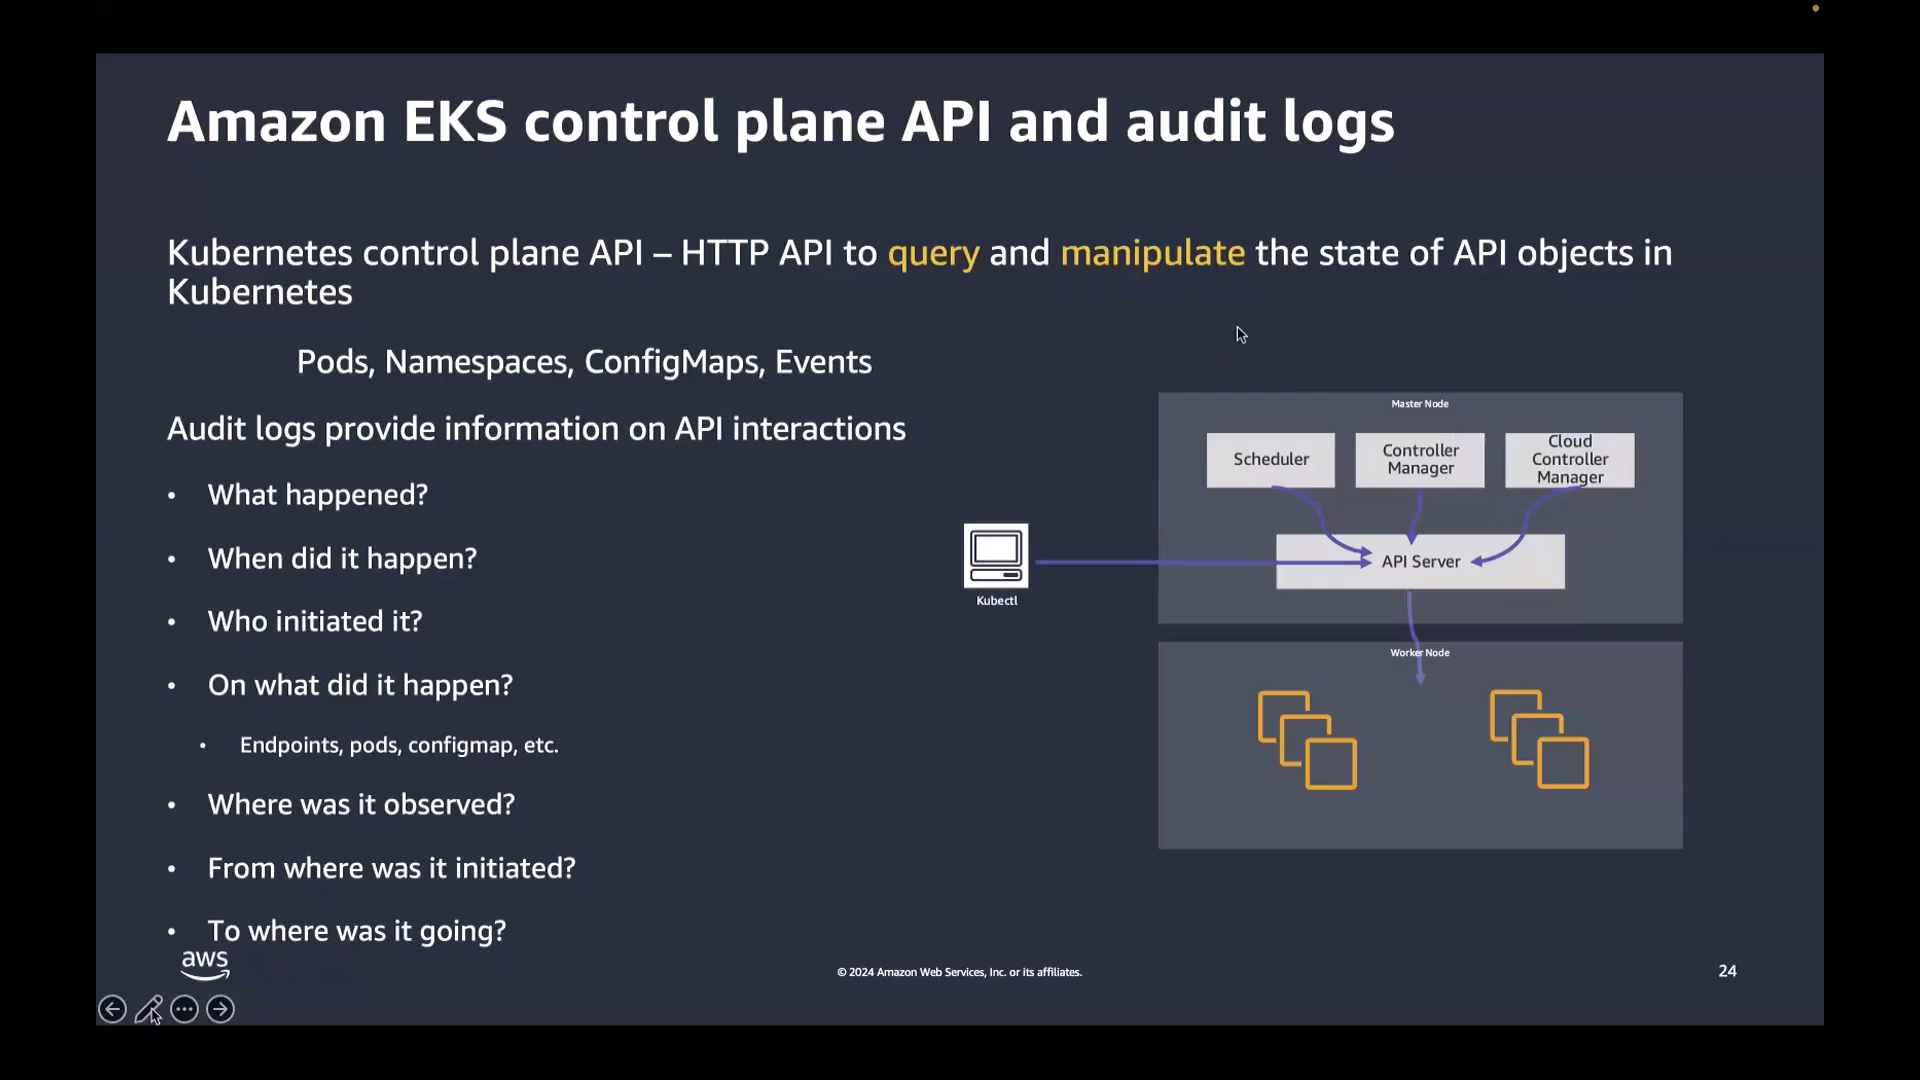 Amazon EKS control plane API and audit logs
Kubernetes control plane API – HTTP API to query and manipulate the state of API objects in
Kubernetes
Pods, Namespaces, ConfigMaps, Events
Audit logs provide information on API interactions
• What happened?
• When did it happen?
• Who initiated it?
• On what did it happen?
• Endpoints, pods, configmap, etc.
• Where was it observed?
• From where was it initiated?
• To where was it going?
Kubectl
Master Node
Scheduler
Controller
Manager
Cloud
Controller
Manager
API Server
Worker Node
aws
© 2024 Amazon Web Services, Inc. or its affiliates.
24